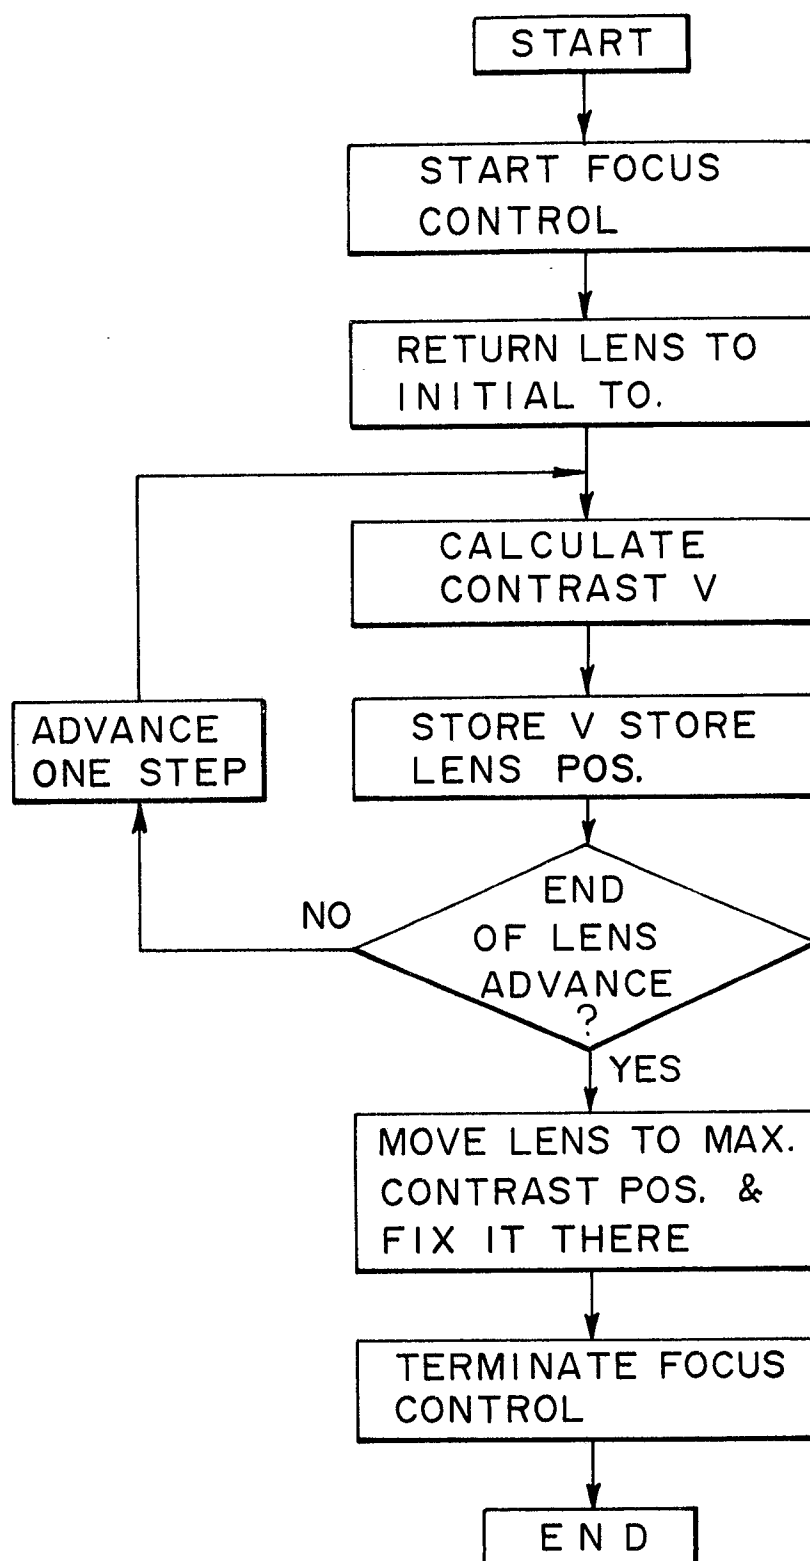 START
START FOCUS
CONTROL
RETURN LENS TO
INITIAL TO.
CALCULATE
CONTRAST V
STORE V STORE
LENS POS.
ADVANCE
ONE STEP
END
OF LENS
ADVANCE
?
NO
YES
MOVE LENS TO MAX.
CONTRAST POS. &
FIX IT THERE
TERMINATE FOCUS
CONTROL
END